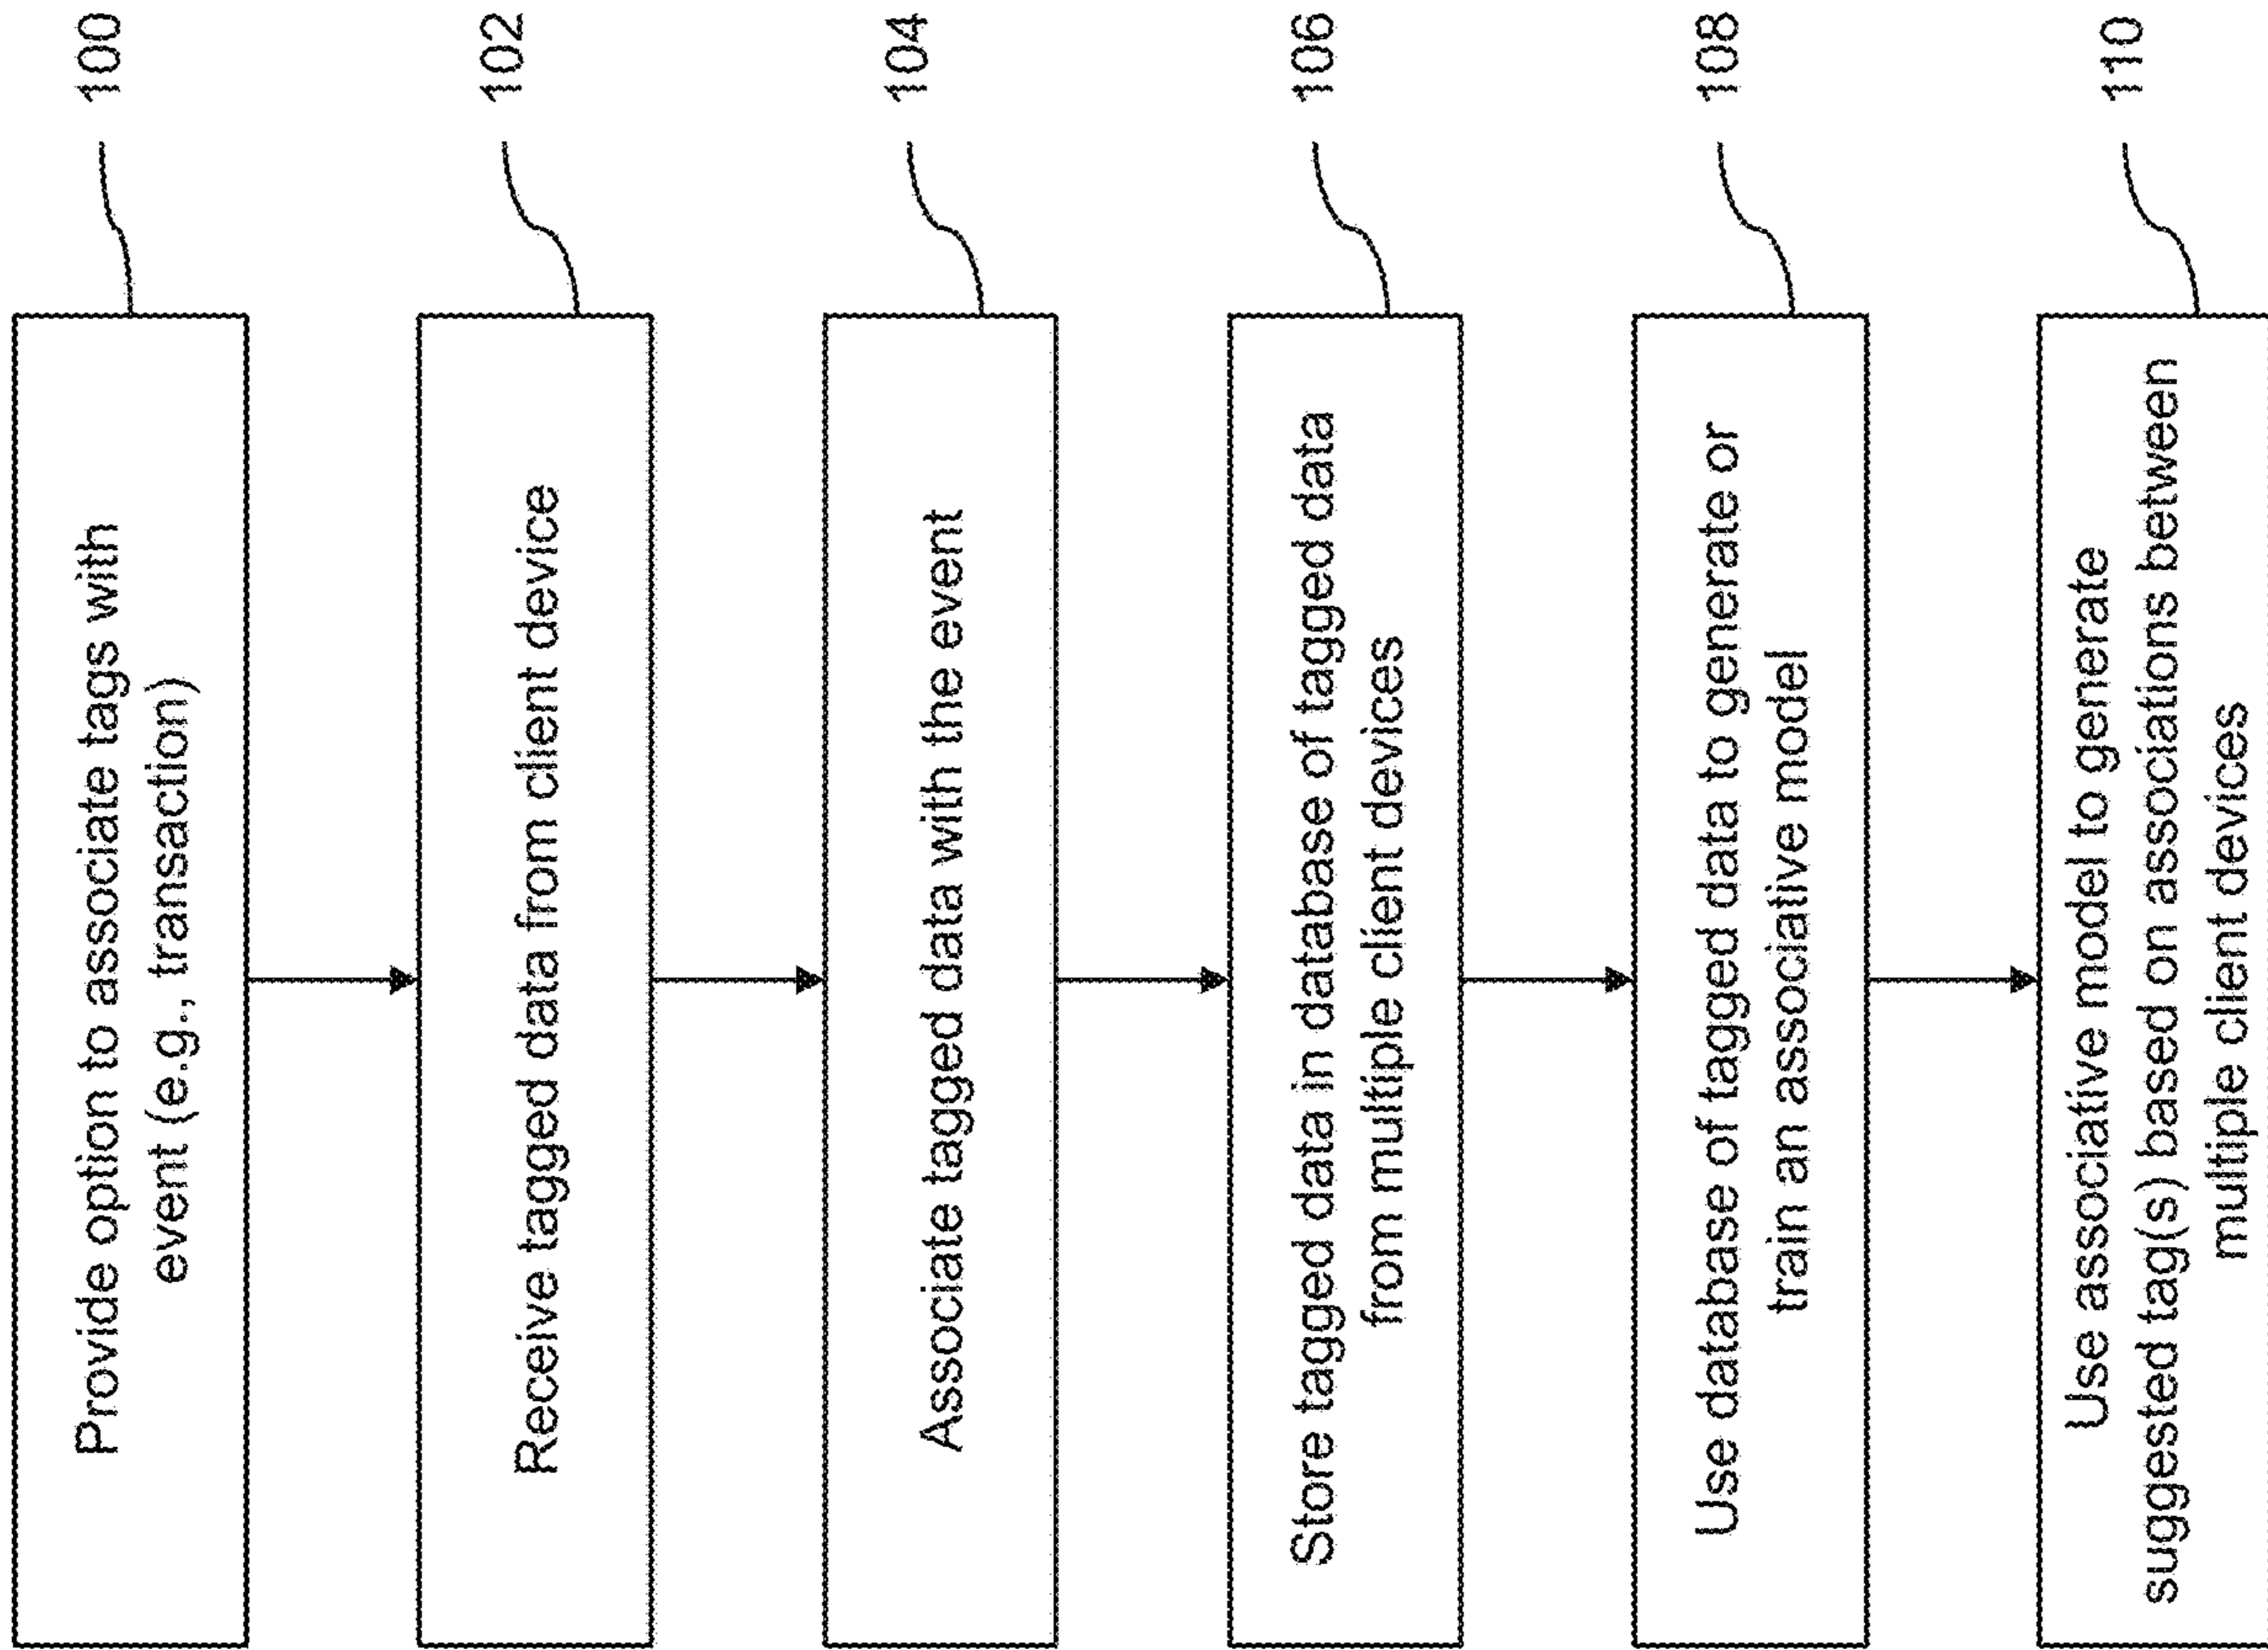 Provide option to associate tags with
event (e.g., transaction)
100
Receive tagged data from client device
102
Associate tagged data with the event
104
Store tagged data in database of tagged data
from multiple client devices
106
Use database of tagged data to generate or
train an associative model
108
Use associative model to generate
suggested tag(s) based on associations between
multiple client devices
110